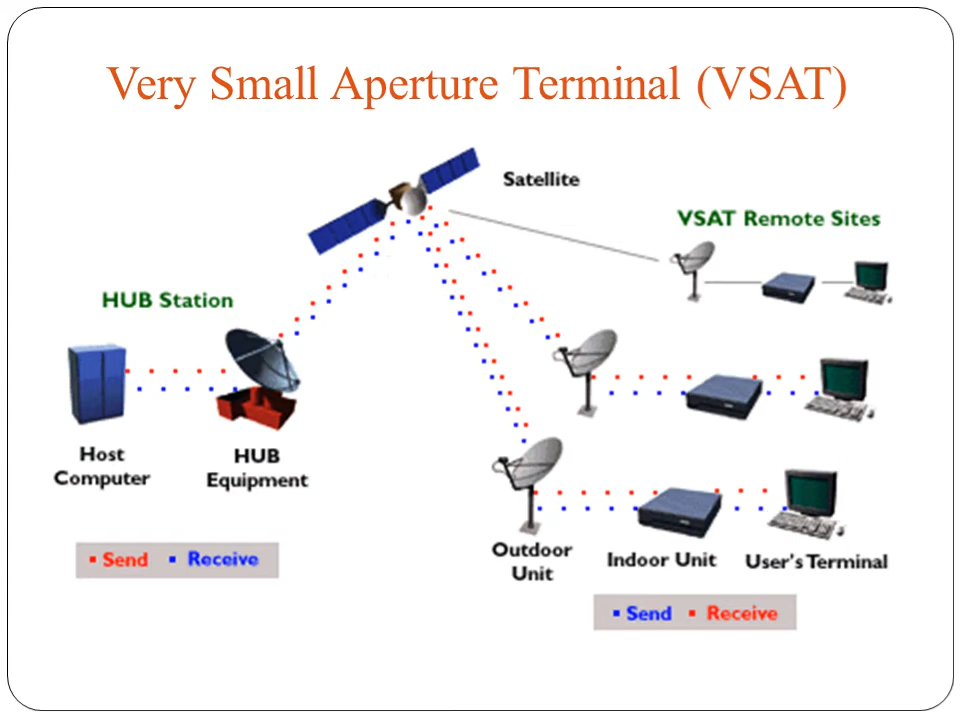 Very Small Aperture Terminal (VSAT)
Satellite
VSAT Remote Sites
HUB Station
Host
Computer
HUB
Equipment
Send Receive
Outdoor
Unit
Indoor Unit
User's Terminal
Send Receive